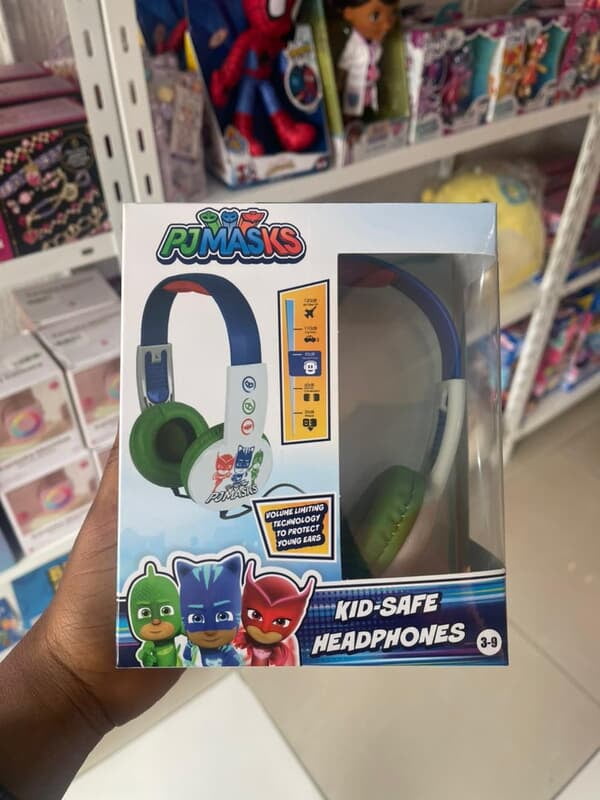 PJMASKS
PJMASKS
VOLUME LIMITING
TECHNOLOGY
TO PROTECT
YOUNG EARS
KID-SAFE
HEADPHONES
3-9